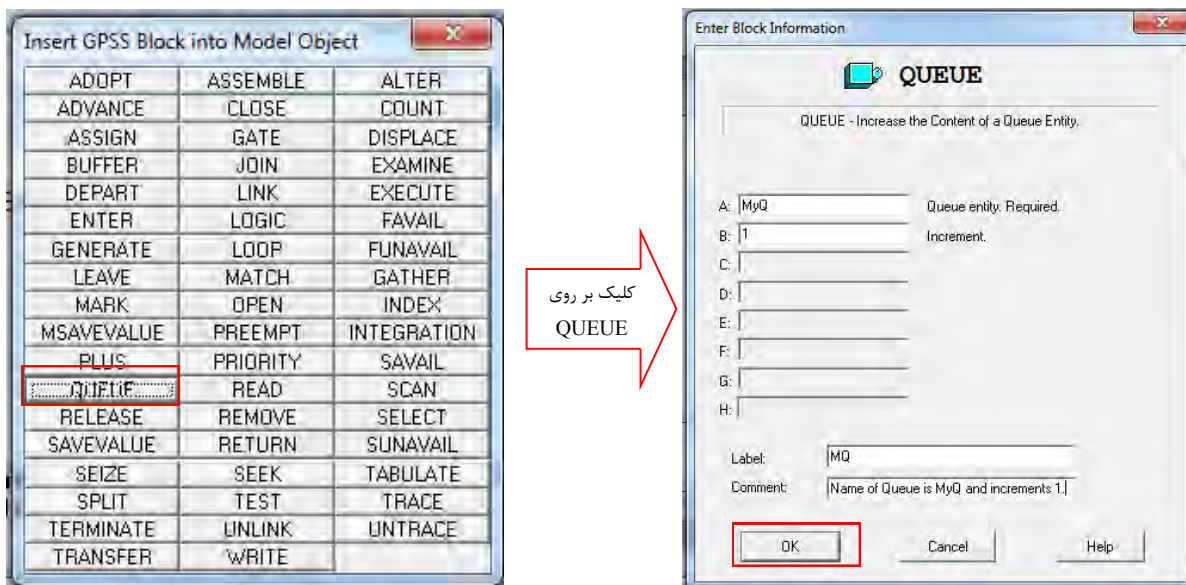 Insert GPSS Block into Model Object
ADOPT ASSEMBLE ALTER
ADVANCE CLOSE COUNT
ASSIGN GATE DISPLACE
BUFFER JOIN EXAMINE
DEPART LINK EXECUTE
ENTER LOGIC FAVAIL
GENERATE LOOP FUNAVAIL
LEAVE MATCH GATHER
MARK OPEN INDEX
MSAVEVALUE PREEMPT INTEGRATION
PLUS PRIORITY SAVAIL
QUEUE READ SCAN
RELEASE REMOVE SELECT
SAVEVALUE RETURN SUNAVAIL
SEIZE SEEK TABULATE
SPLIT TEST TRACE
TERMINATE UNLINK UNTRACE
TRANSFER WRITE
کلیک بر روی
QUEUE
Enter Block Information
QUEUE
QUEUE - Increase the Content of a Queue Entity.
A: MyQ Queue entity. Required.
B: 1 Increment.
C:
D:
E:
F:
G:
H:
Label: MQ
Comment: Name of Queue is MyQ and increments 1.
OK Cancel Help